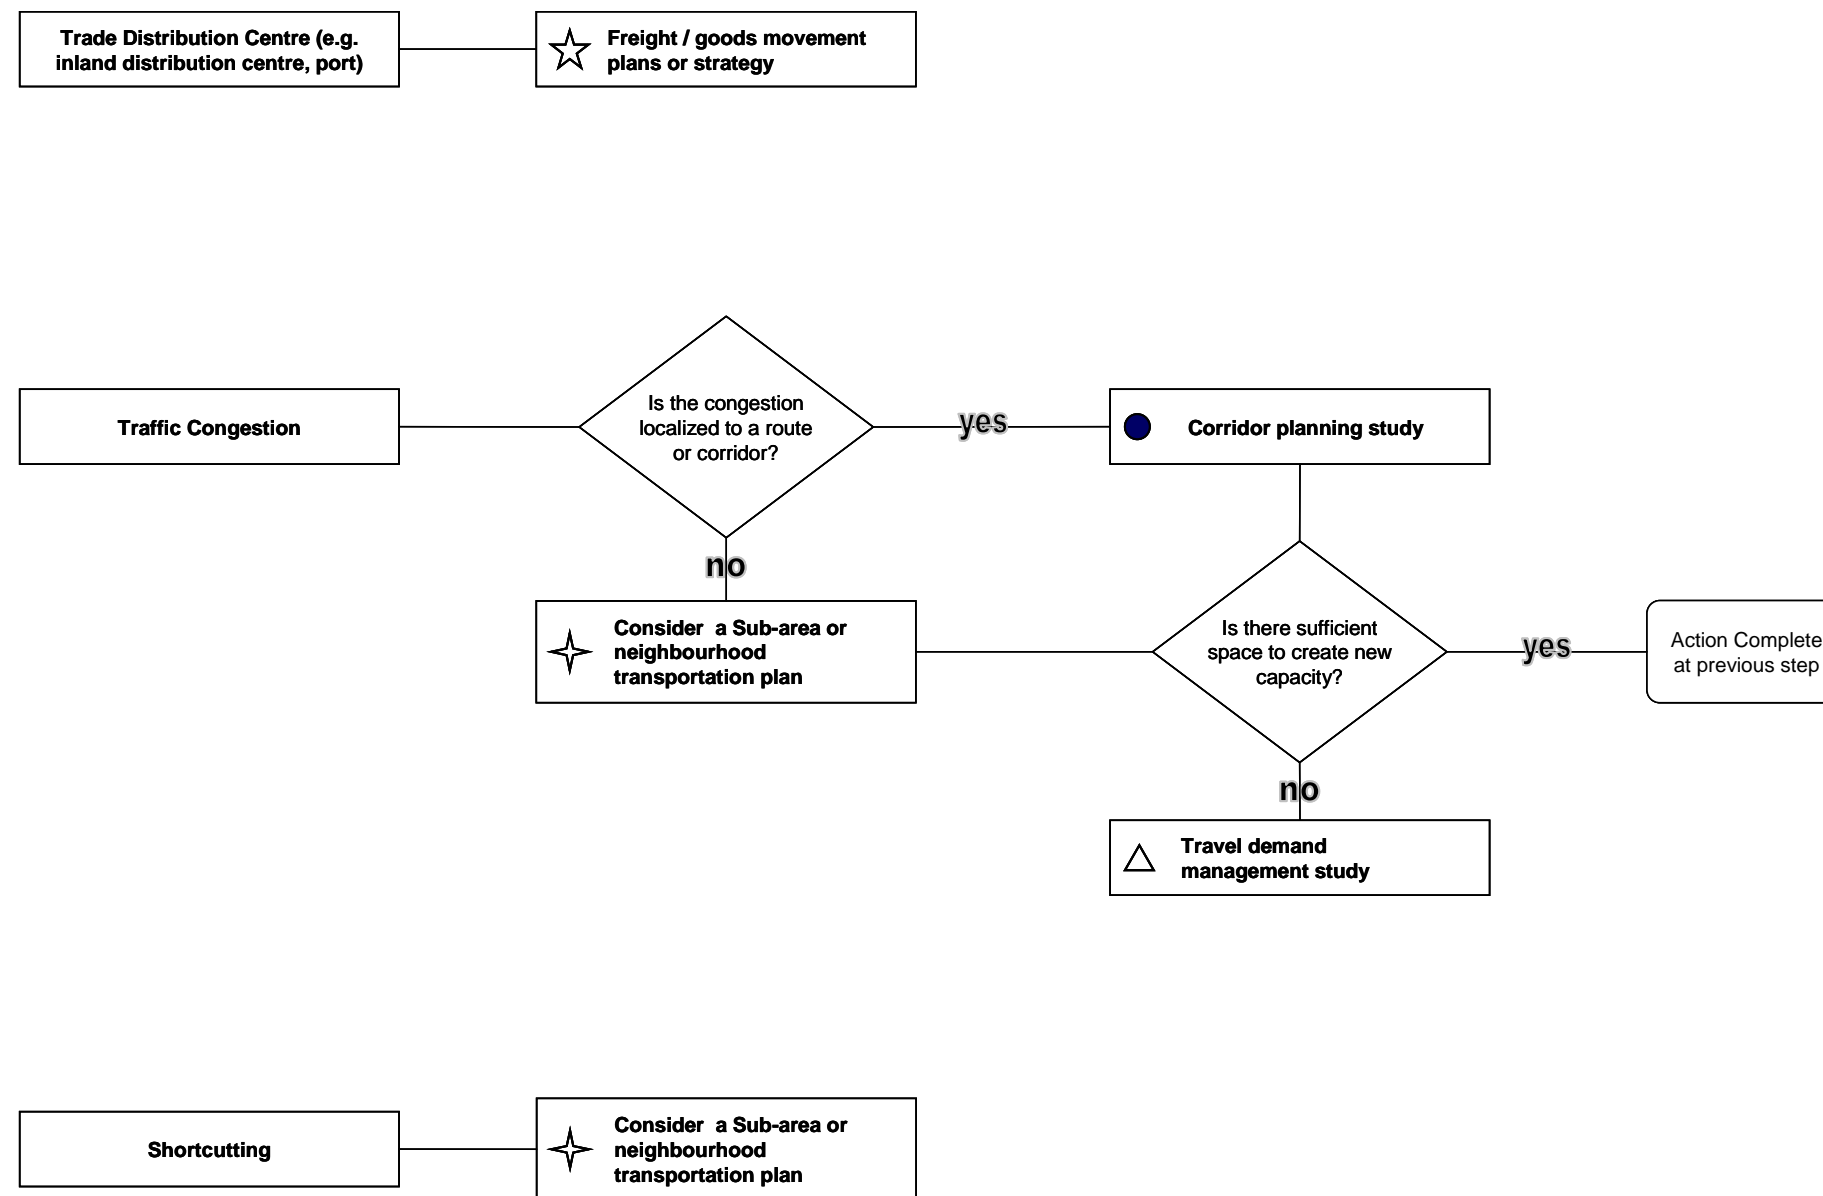 Trade Distribution Centre (e.g.
inland distribution centre, port)
Freight / goods movement
plans or strategy
Traffic Congestion
Is the congestion
localized to a route
or corridor?
yes
Corridor planning study
no
Consider a Sub-area or
neighbourhood
transportation plan
Is there sufficient
space to create new
capacity?
yes
Action Complete
at previous step
no
Travel demand
management study
Shortcutting
Consider a Sub-area or
neighbourhood
transportation plan